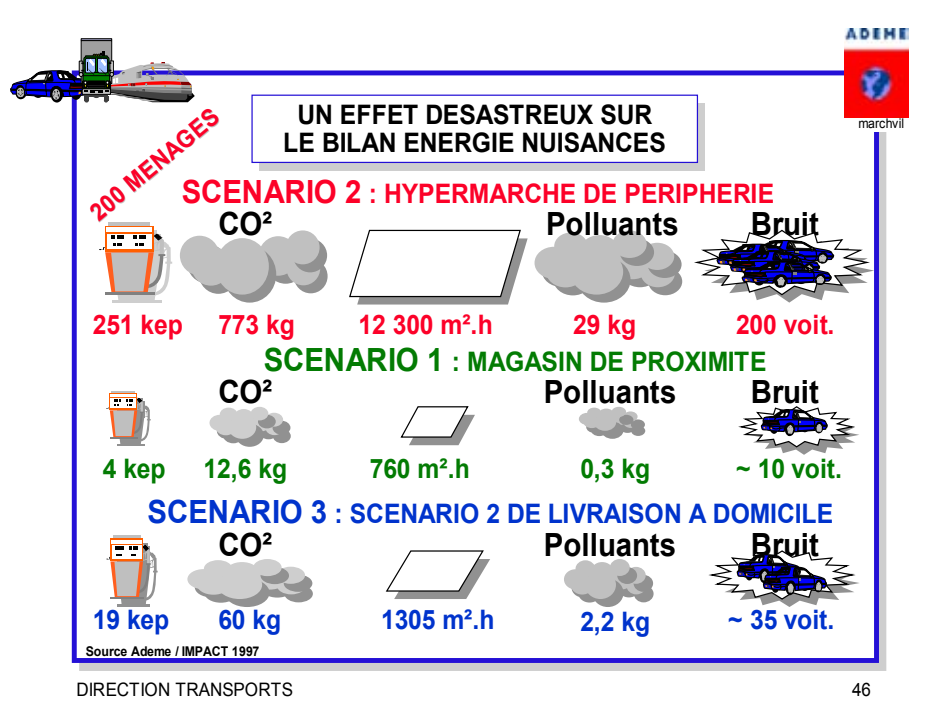 ADEME
marchvil
UN EFFET DESASTREUX SUR
LE BILAN ENERGIE NUISANCES
200 MENAGES
SCENARIO 2 : HYPERMARCHE DE PERIPHERIE
CO² Polluants Bruit
251 kep 773 kg 12 300 m².h 29 kg 200 voit.
SCENARIO 1 : MAGASIN DE PROXIMITE
CO² Polluants Bruit
4 kep 12,6 kg 760 m².h 0,3 kg ~ 10 voit.
SCENARIO 3 : SCENARIO 2 DE LIVRAISON A DOMICILE
CO² Polluants Bruit
19 kep 60 kg 1305 m².h 2,2 kg ~ 35 voit.
Source Ademe / IMPACT 1997
DIRECTION TRANSPORTS 46